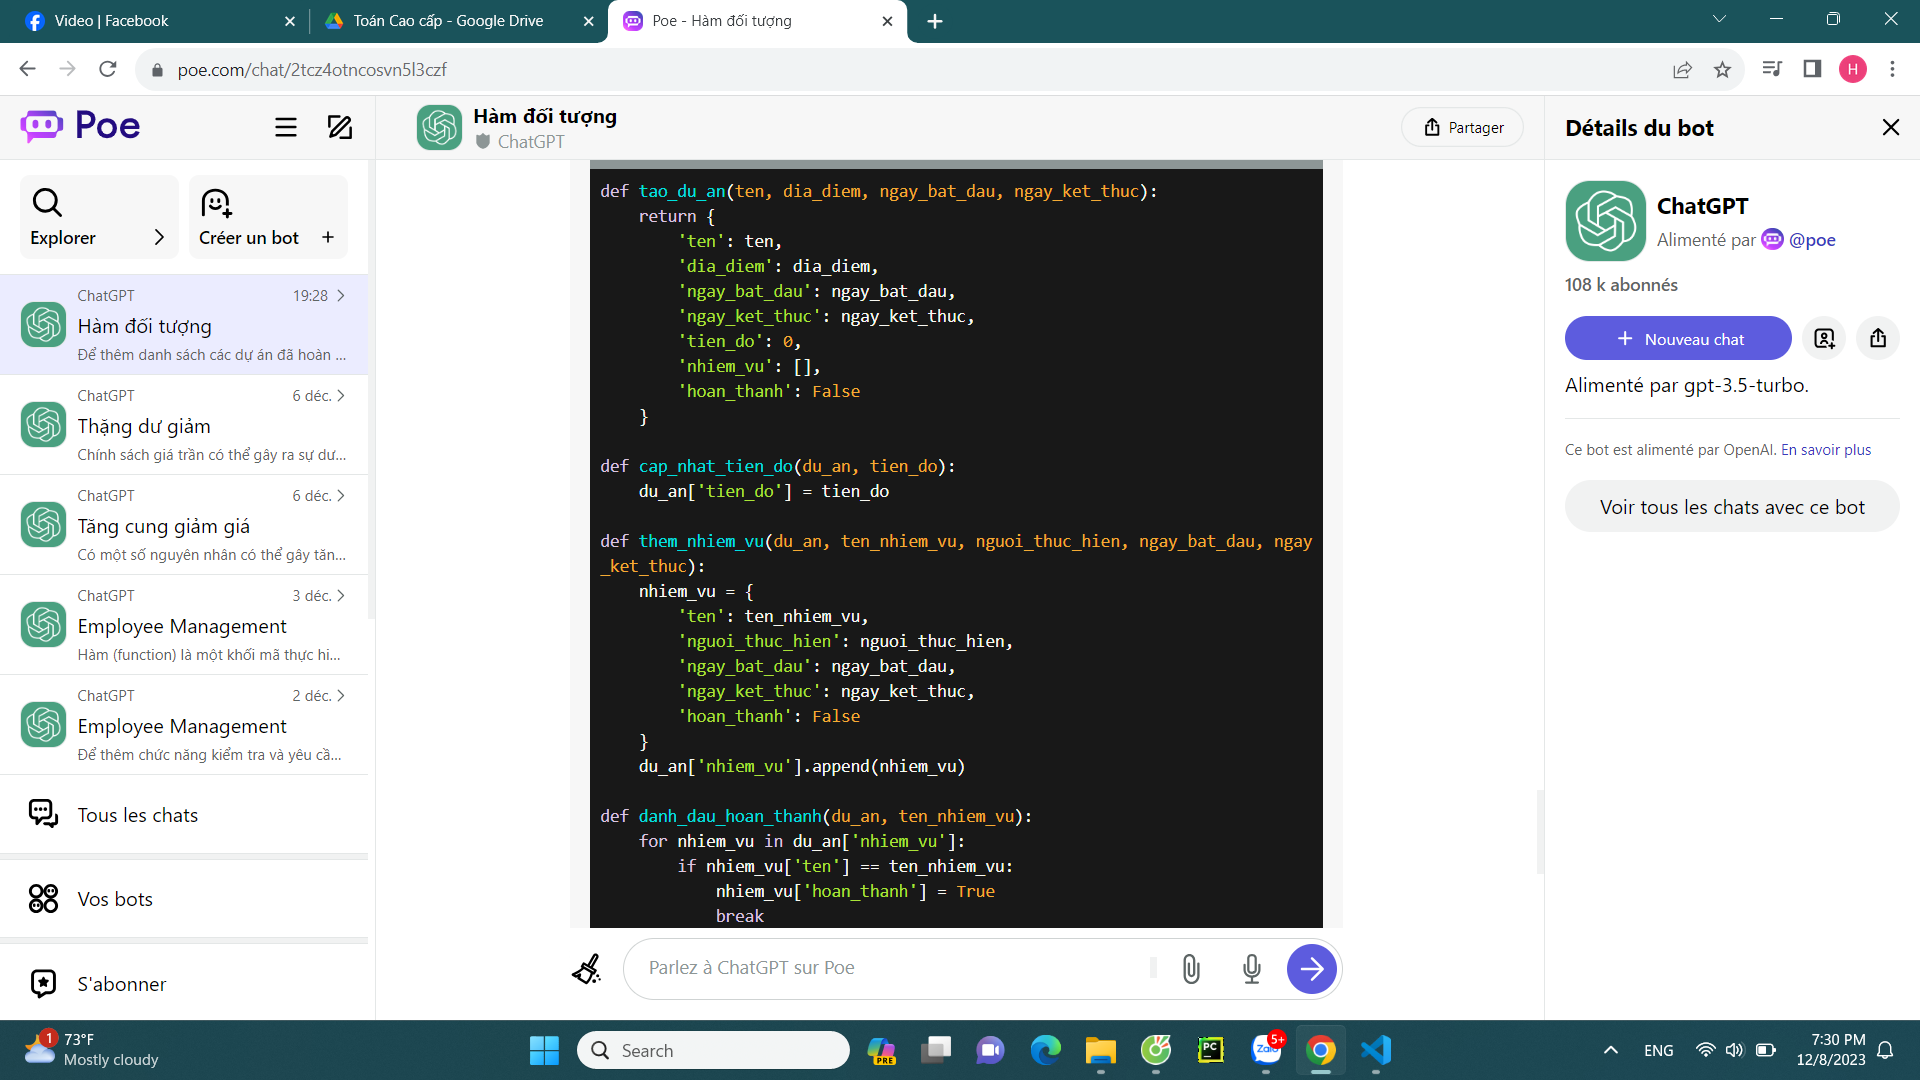 Video | Facebook
Toán Cao cấp - Google Drive
Poe - Hàm đối tượng
poe.com/chat/2tcz4otncosvn5l3czf
H
Poe
Explorer
Créer un bot +
ChatGPT 19:28
Hàm đối tượng
Để thêm danh sách các dự án đã hoàn ...
ChatGPT 6 déc.
Thặng dư giảm
Chính sách giá trần có thể gây ra sự dư...
ChatGPT 6 déc.
Tăng cung giảm giá
Có một số nguyên nhân có thể gây tăn...
ChatGPT 3 déc.
Employee Management
Hàm (function) là một khối mã thực hi...
ChatGPT 2 déc.
Employee Management
Để thêm chức năng kiểm tra và yêu cầ...
Tous les chats
Vos bots
S'abonner
Hàm đối tượng
ChatGPT
Partager
def tao_du_an(ten, dia_diem, ngay_bat_dau, ngay_ket_thuc):
    return {
        'ten': ten,
        'dia_diem': dia_diem,
        'ngay_bat_dau': ngay_bat_dau,
        'ngay_ket_thuc': ngay_ket_thuc,
        'tien_do': 0,
        'nhiem_vu': [],
        'hoan_thanh': False
    }
def cap_nhat_tien_do(du_an, tien_do):
    du_an['tien_do'] = tien_do
def them_nhiem_vu(du_an, ten_nhiem_vu, nguoi_thuc_hien, ngay_bat_dau, ngay
_ket_thuc):
    nhiem_vu = {
        'ten': ten_nhiem_vu,
        'nguoi_thuc_hien': nguoi_thuc_hien,
        'ngay_bat_dau': ngay_bat_dau,
        'ngay_ket_thuc': ngay_ket_thuc,
        'hoan_thanh': False
    }
    du_an['nhiem_vu'].append(nhiem_vu)
def danh_dau_hoan_thanh(du_an, ten_nhiem_vu):
    for nhiem_vu in du_an['nhiem_vu']:
        if nhiem_vu['ten'] == ten_nhiem_vu:
            nhiem_vu['hoan_thanh'] = True
            break
Parlez à ChatGPT sur Poe
Détails du bot
ChatGPT
Alimenté par @poe
108 k abonnés
+ Nouveau chat
Alimenté par gpt-3.5-turbo.
Ce bot est alimenté par OpenAI. En savoir plus
Voir tous les chats avec ce bot
1
73°F
Mostly cloudy
Search
PRE
PC
Zalo
5+
ENG
7:30 PM
12/8/2023